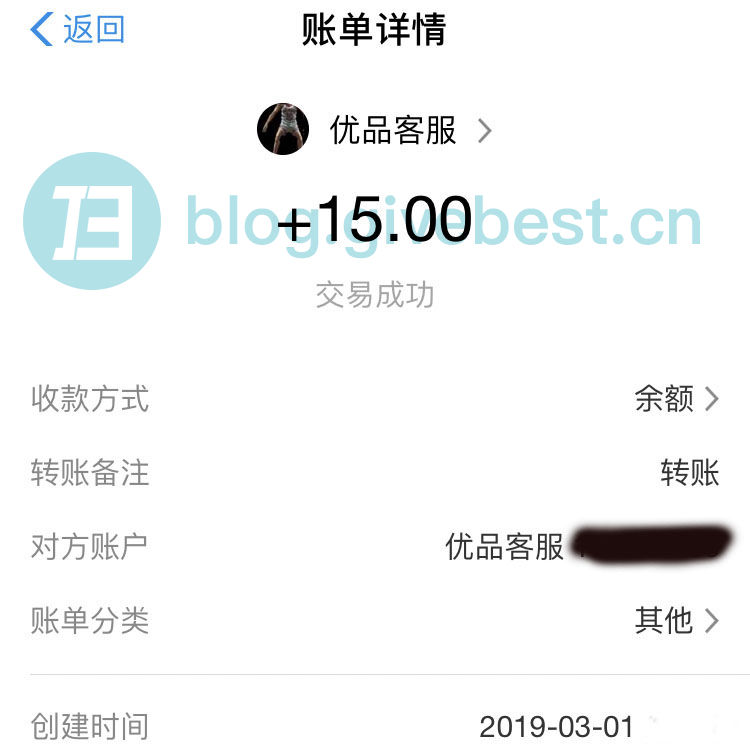 返回 账单详情
优品客服
blog.givebest.cn
+15.00
交易成功
收款方式 余额
转账备注 转账
对方账户 优品客服
账单分类 其他
创建时间 2019-03-01